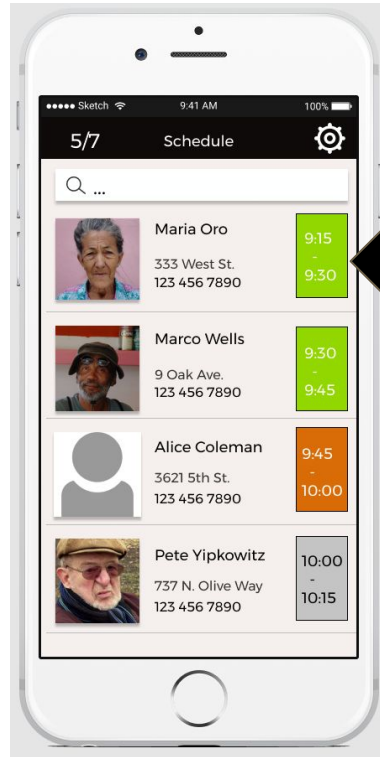 Sketch 9:41 AM 100%
5/7 Schedule
...
Maria Oro
333 West St.
123 456 7890
9:15
-
9:30
Marco Wells
9 Oak Ave.
123 456 7890
9:30
-
9:45
Alice Coleman
3621 5th St.
123 456 7890
9:45
-
10:00
Pete Yipkowitz
737 N. Olive Way
123 456 7890
10:00
-
10:15